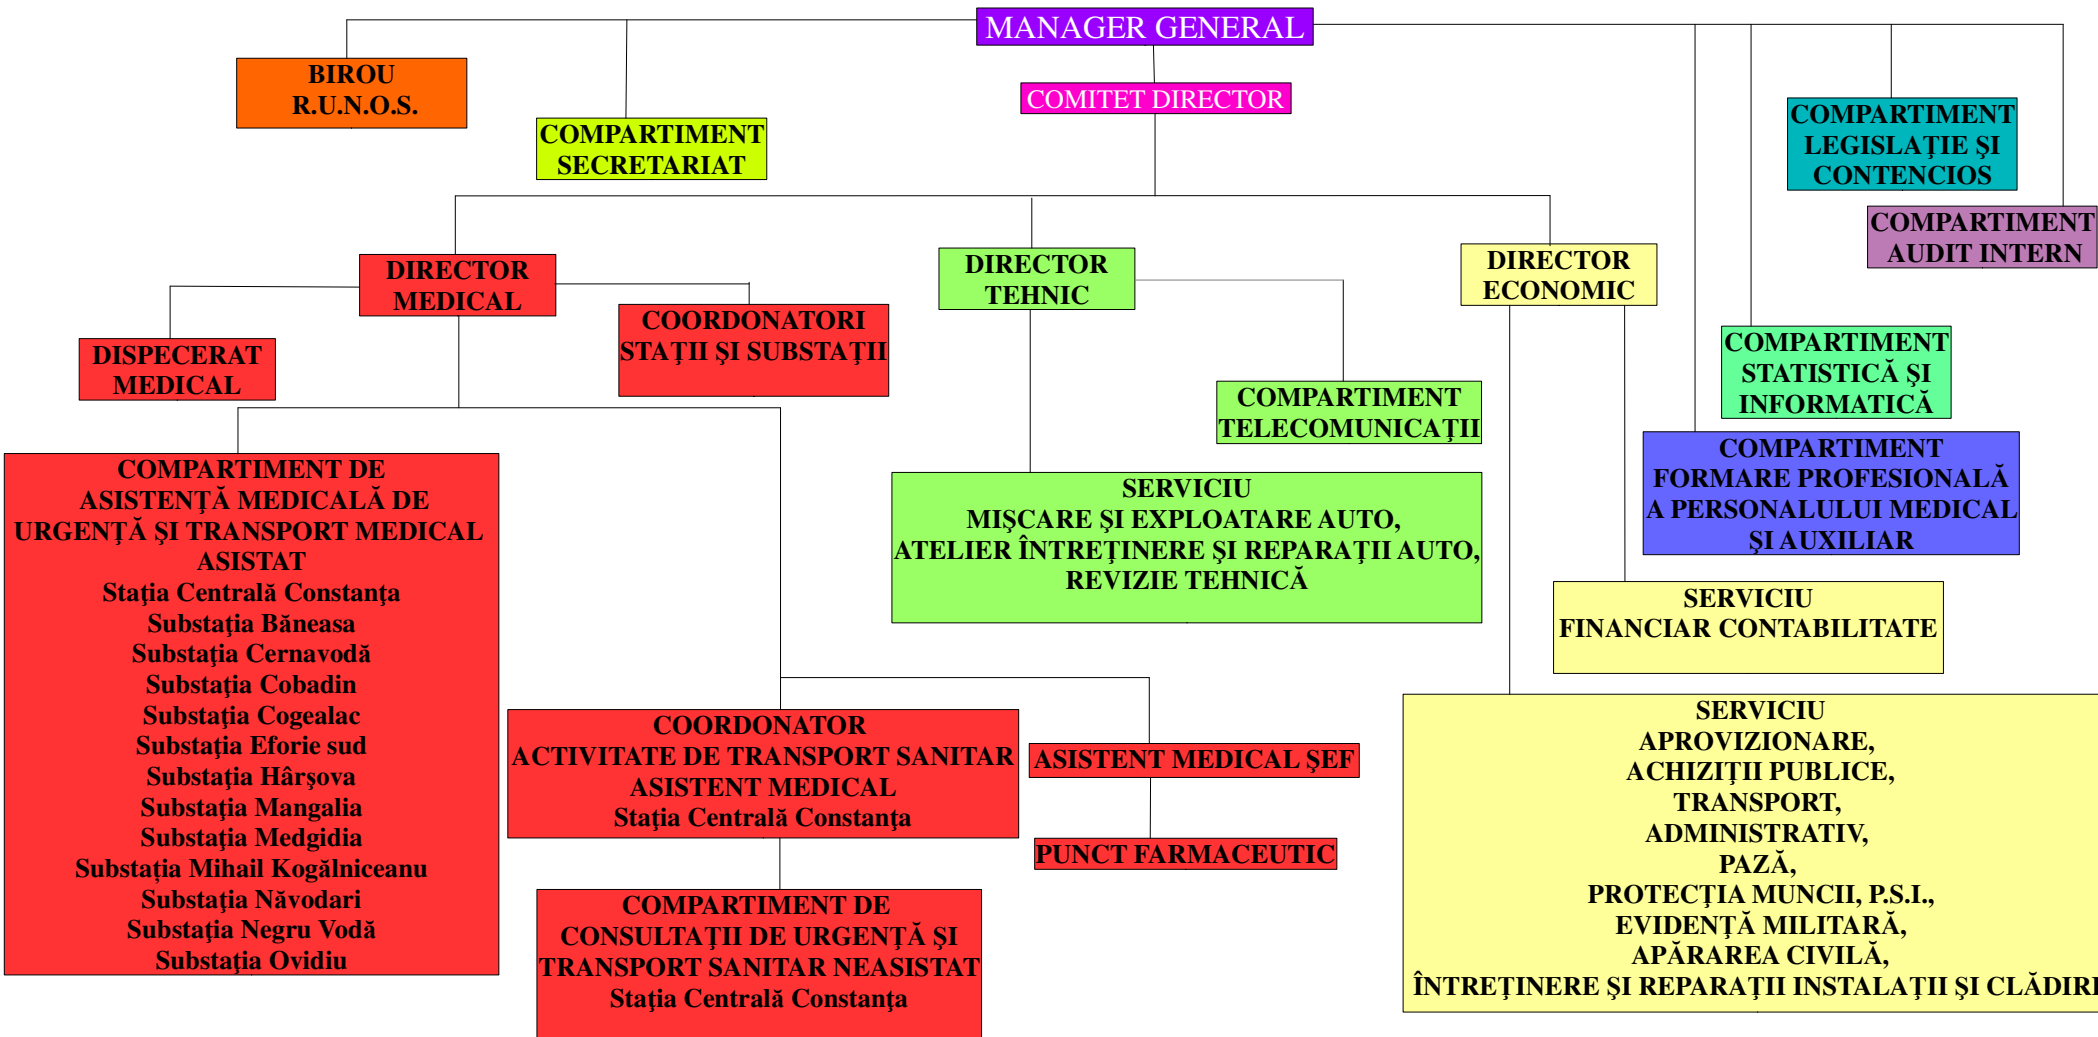 MANAGER GENERAL
BIROU
R.U.N.O.S.
COMPARTIMENT
SECRETARIAT
COMITET DIRECTOR
COMPARTIMENT
LEGISLAŢIE ŞI
CONTENCIOS
COMPARTIMENT
AUDIT INTERN
DIRECTOR
MEDICAL
DIRECTOR
TEHNIC
DIRECTOR
ECONOMIC
DISPECERAT
MEDICAL
COORDONATORI
STAŢII ŞI SUBSTAŢII
COMPARTIMENT
TELECOMUNICAŢII
COMPARTIMENT
STATISTICĂ ŞI
INFORMATICĂ
COMPARTIMENT
FORMARE PROFESIONALĂ
A PERSONALULUI MEDICAL
ŞI AUXILIAR
COMPARTIMENT DE
ASISTENŢĂ MEDICALĂ DE
URGENŢĂ ŞI TRANSPORT MEDICAL
ASISTAT
Staţia Centrală Constanţa
Substaţia Băneasa
Substaţia Cernavodă
Substaţia Cobadin
Substaţia Cogealac
Substaţia Eforie sud
Substaţia Hârşova
Substaţia Mangalia
Substaţia Medgidia
Substația Mihail Kogălniceanu
Substaţia Năvodari
Substaţia Negru Vodă
Substaţia Ovidiu
SERVICIU
MIŞCARE ŞI EXPLOATARE AUTO,
ATELIER ÎNTREŢINERE ŞI REPARAŢII AUTO,
REVIZIE TEHNICĂ
SERVICIU
FINANCIAR CONTABILITATE
COORDONATOR
ACTIVITATE DE TRANSPORT SANITAR
ASISTENT MEDICAL
Staţia Centrală Constanţa
ASISTENT MEDICAL ŞEF
PUNCT FARMACEUTIC
COMPARTIMENT DE
CONSULTAŢII DE URGENŢĂ ŞI
TRANSPORT SANITAR NEASISTAT
Staţia Centrală Constanţa
SERVICIU
APROVIZIONARE,
ACHIZIŢII PUBLICE,
TRANSPORT,
ADMINISTRATIV,
PAZĂ,
PROTECŢIA MUNCII, P.S.I.,
EVIDENŢĂ MILITARĂ,
APĂRAREA CIVILĂ,
ÎNTREŢINERE ŞI REPARAŢII INSTALAŢII ŞI CLĂDIRI